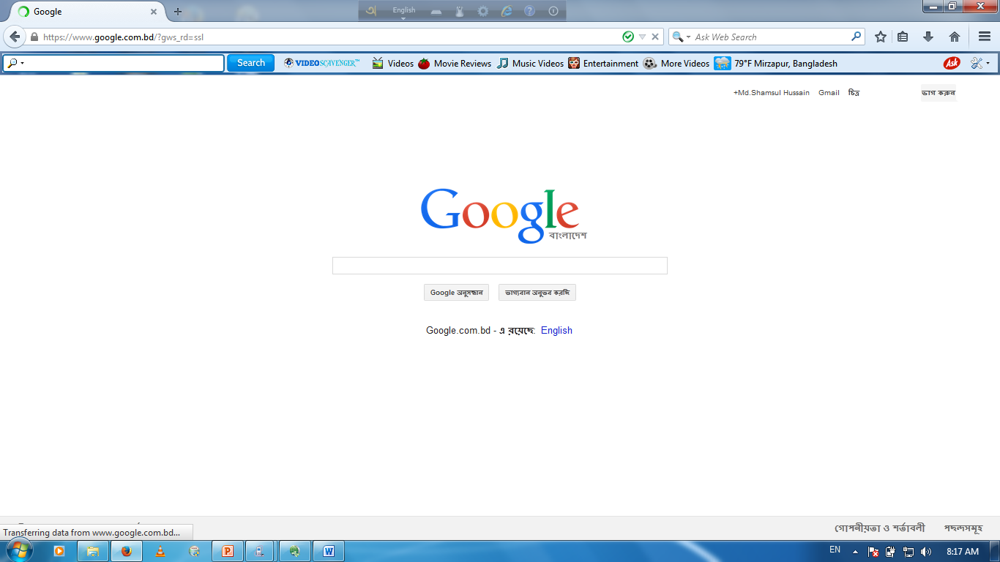 Google
অ English
https://www.google.com.bd/?gws_rd=ssl
Ask Web Search
Search VIDEOSCAVENGER™ Videos Movie Reviews Music Videos Entertainment More Videos 79°F Mirzapur, Bangladesh Ask
+Md.Shamsul Hussain Gmail চিত্র ভাগ করুন
Google
বাংলাদেশ
Google অনুসন্ধান ভাগ্যবান অনুভব করছি
Google.com.bd - এ রয়েছে: English
গোপনীয়তা ও শর্তাবলী পছন্দসমূহ
Transferring data from www.google.com.bd...
EN 8:17 AM